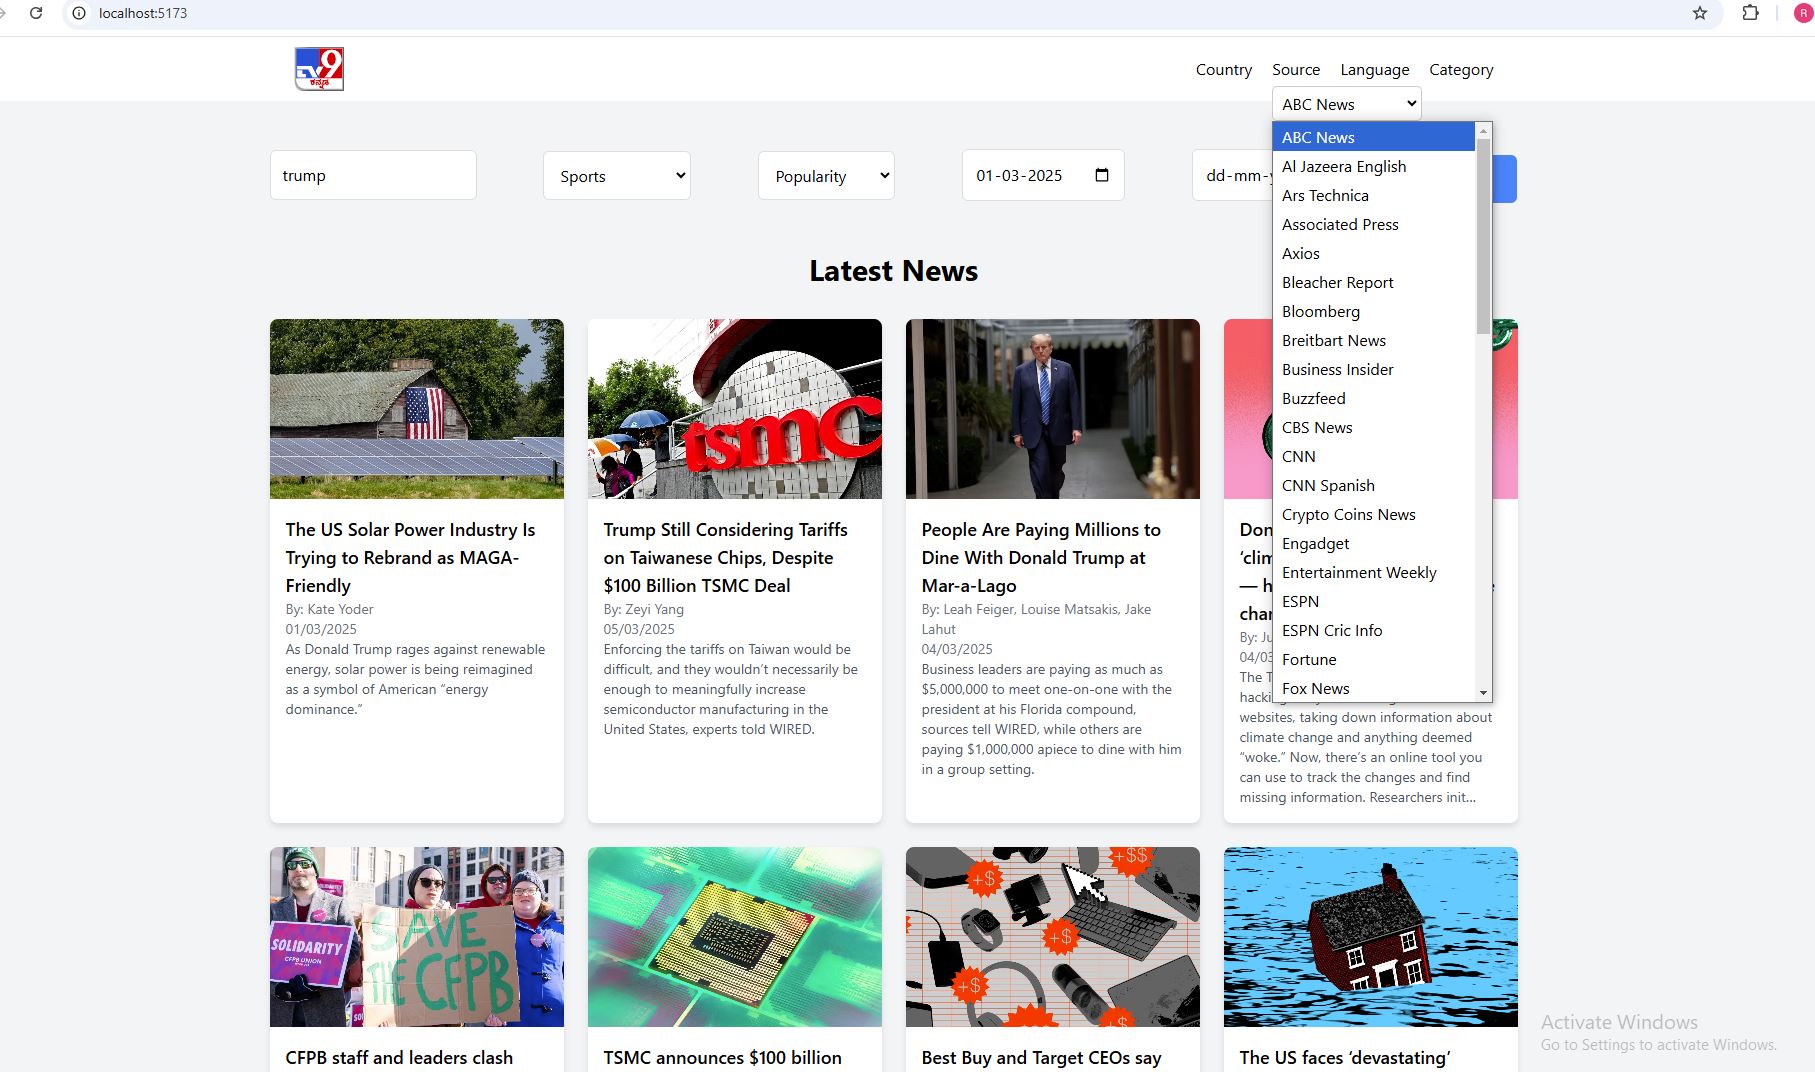 localhost:5173
TV9
ಕನ್ನಡ
Country Source Language Category
ABC News
trump
Sports
Popularity
01-03-2025
dd-mm-y
ABC News
Al Jazeera English
Ars Technica
Associated Press
Axios
Bleacher Report
Bloomberg
Breitbart News
Business Insider
Buzzfeed
CBS News
CNN
CNN Spanish
Crypto Coins News
Engadget
Entertainment Weekly
ESPN
ESPN Cric Info
Fortune
Fox News
Latest News
tsmc
The US Solar Power Industry Is
Trying to Rebrand as MAGA-
Friendly
By: Kate Yoder
01/03/2025
As Donald Trump rages against renewable
energy, solar power is being reimagined
as a symbol of American “energy
dominance.”
Trump Still Considering Tariffs
on Taiwanese Chips, Despite
$100 Billion TSMC Deal
By: Zeyi Yang
05/03/2025
Enforcing the tariffs on Taiwan would be
difficult, and they wouldn’t necessarily be
enough to meaningfully increase
semiconductor manufacturing in the
United States, experts told WIRED.
People Are Paying Millions to
Dine With Donald Trump at
Mar-a-Lago
By: Leah Feiger, Louise Matsakis, Jake
Lahut
04/03/2025
Business leaders are paying as much as
$5,000,000 to meet one-on-one with the
president at his Florida compound,
sources tell WIRED, while others are
paying $1,000,000 apiece to dine with him
in a group setting.
Don
‘clim
— h
chan
By: Ju
04/03
The T
hacki
websites, taking down information about
climate change and anything deemed
“woke.” Now, there’s an online tool you
can use to track the changes and find
missing information. Researchers init...
SOLIDARITY
CFPB UNION
SAVE
THE CFPB
+$
+$$
+$
+$
CFPB staff and leaders clash
TSMC announces $100 billion
Best Buy and Target CEOs say
The US faces ‘devastating’
Activate Windows
Go to Settings to activate Windows.
R